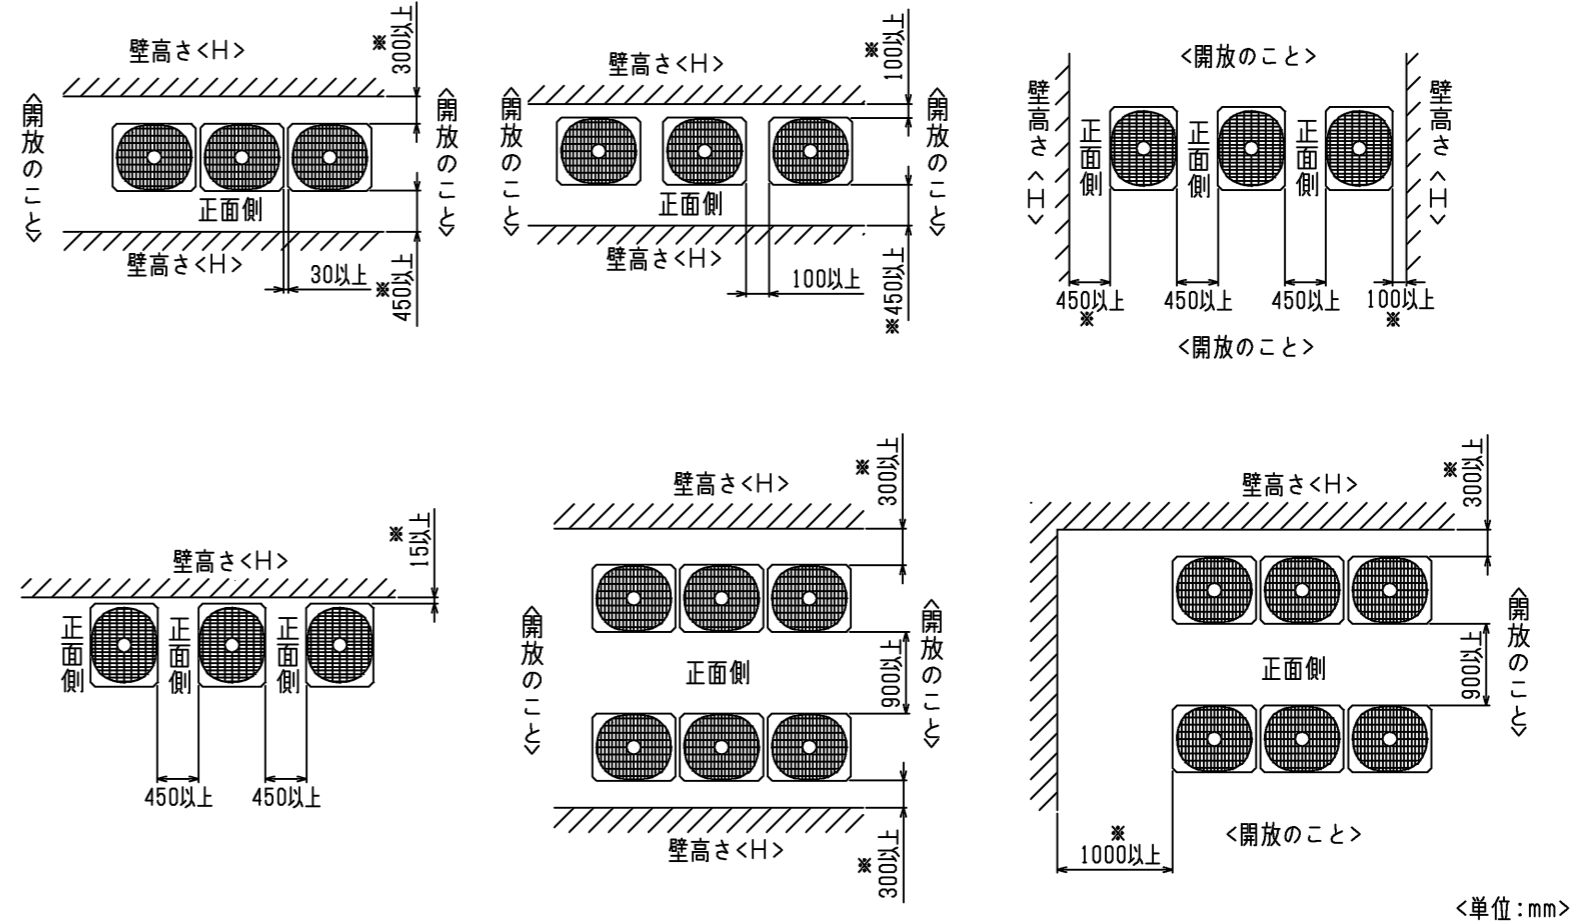 壁高さ<H>
※
300以上
<開放のこと>
<開放のこと>
正面側
壁高さ<H>
30以上
※
450以上
壁高さ<H>
※
100以上
<開放のこと>
<開放のこと>
正面側
壁高さ<H>
100以上
※450以上
<開放のこと>
壁高さ<H>
正面側
正面側
正面側
壁高さ<H>
450以上
※
450以上
450以上
100以上
※
<開放のこと>
壁高さ<H>
※
15以上
正面側
正面側
正面側
450以上
450以上
壁高さ<H>
※
300以上
<開放のこと>
正面側
900以上
<開放のこと>
壁高さ<H>
※
300以上
壁高さ<H>
※
300以上
正面側
900以上
<開放のこと>
※
1000以上
<開放のこと>
<単位:mm>